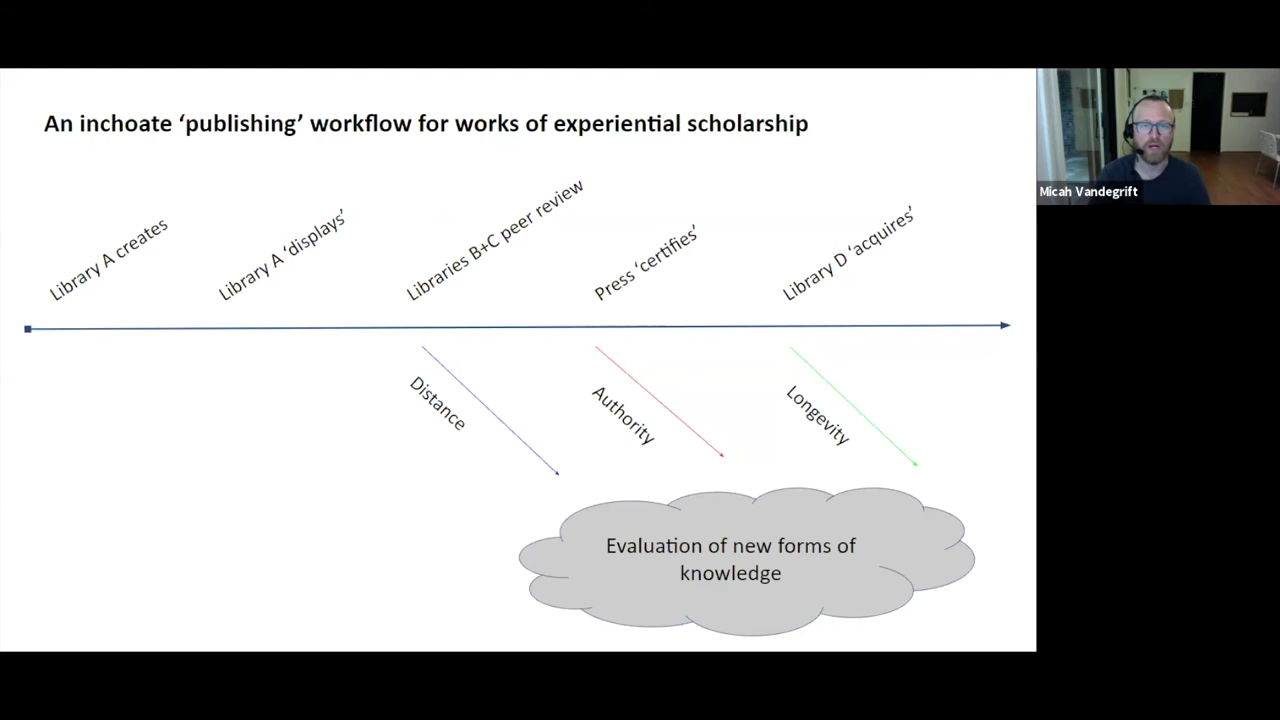 An inchoate ‘publishing’ workflow for works of experiential scholarship
Micah Vandegrift
Library A creates
Library A ‘displays’
Libraries B+C peer review
Press ‘certifies’
Library D ‘acquires’
Distance
Authority
Longevity
Evaluation of new forms of
knowledge